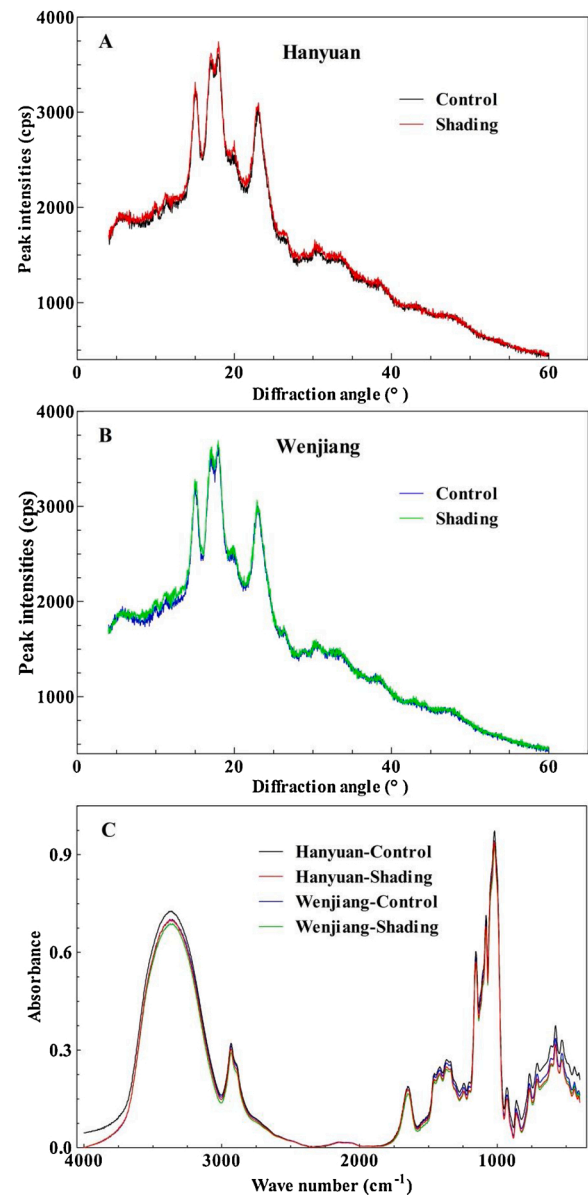 A
Hanyuan
Control
Shading
Peak intensities (cps)
4000
3000
2000
1000
0
20
40
60
Diffraction angle (° )
B
Wenjiang
Control
Shading
Peak intensities (cps)
4000
3000
2000
1000
0
20
40
60
Diffraction angle (° )
C
Hanyuan-Control
Hanyuan-Shading
Wenjiang-Control
Wenjiang-Shading
Absorbance
0.9
0.6
0.3
0.0
4000
3000
2000
1000
Wave number (cm⁻¹)